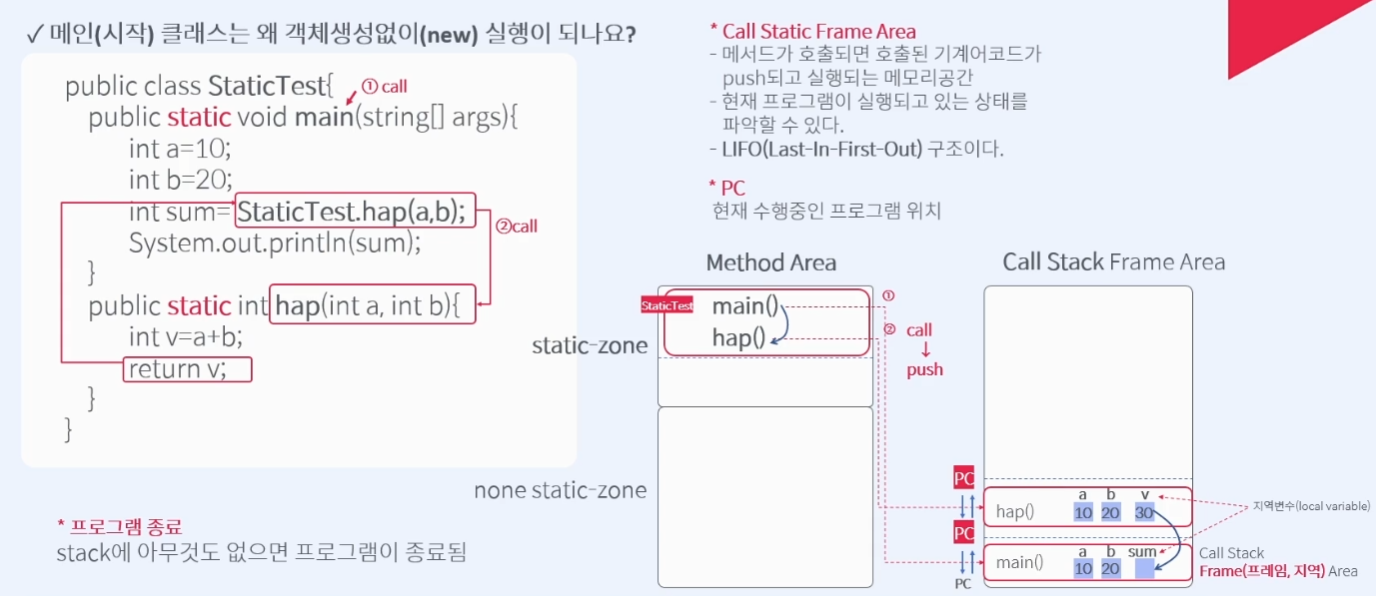 ✓ 메인(시작) 클래스는 왜 객체생성없이(new) 실행이 되나요?
public class StaticTest{
① call
public static void main(string[] args){
int a=10;
int b=20;
int sum=StaticTest.hap(a,b);
②call
System.out.println(sum);
}
public static int hap(int a, int b){
int v=a+b;
return v;
}
}
* 프로그램 종료
stack에 아무것도 없으면 프로그램이 종료됨
* Call Static Frame Area
- 메서드가 호출되면 호출된 기계어코드가
push되고 실행되는 메모리공간
- 현재 프로그램이 실행되고 있는 상태를
파악할 수 있다.
- LIFO(Last-In-First-Out) 구조이다.
* PC
현재 수행중인 프로그램 위치
Method Area
StaticTest
main()
hap()
static-zone
none static-zone
①
② call
push
Call Stack Frame Area
PC
hap()
a b v
10 20 30
PC
main()
a b sum
10 20
PC
지역변수(local variable)
Call Stack
Frame(프레임, 지역) Area